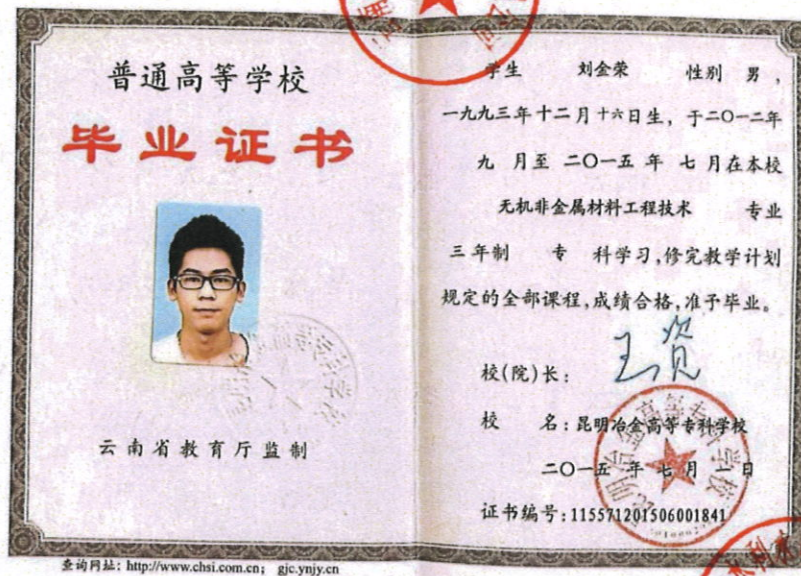 普通高等学校
毕业证书
云南省教育厅监制
查询网址: http://www.chsi.com.cn; gjc.ynjy.cn
学生 刘金荣 性别 男，
一九九三年十二月十六日生，于二〇一二年
九 月至 二〇一五 年 七 月在本校
无机非金属材料工程技术 专业
三年制 专 科学习,修完教学计划
规定的全部课程,成绩合格,准予毕业。
校(院)长:
校 名: 昆明冶金高等专科学校
二〇一五 年 七 月 一 日
证书编号: 115571201506001841